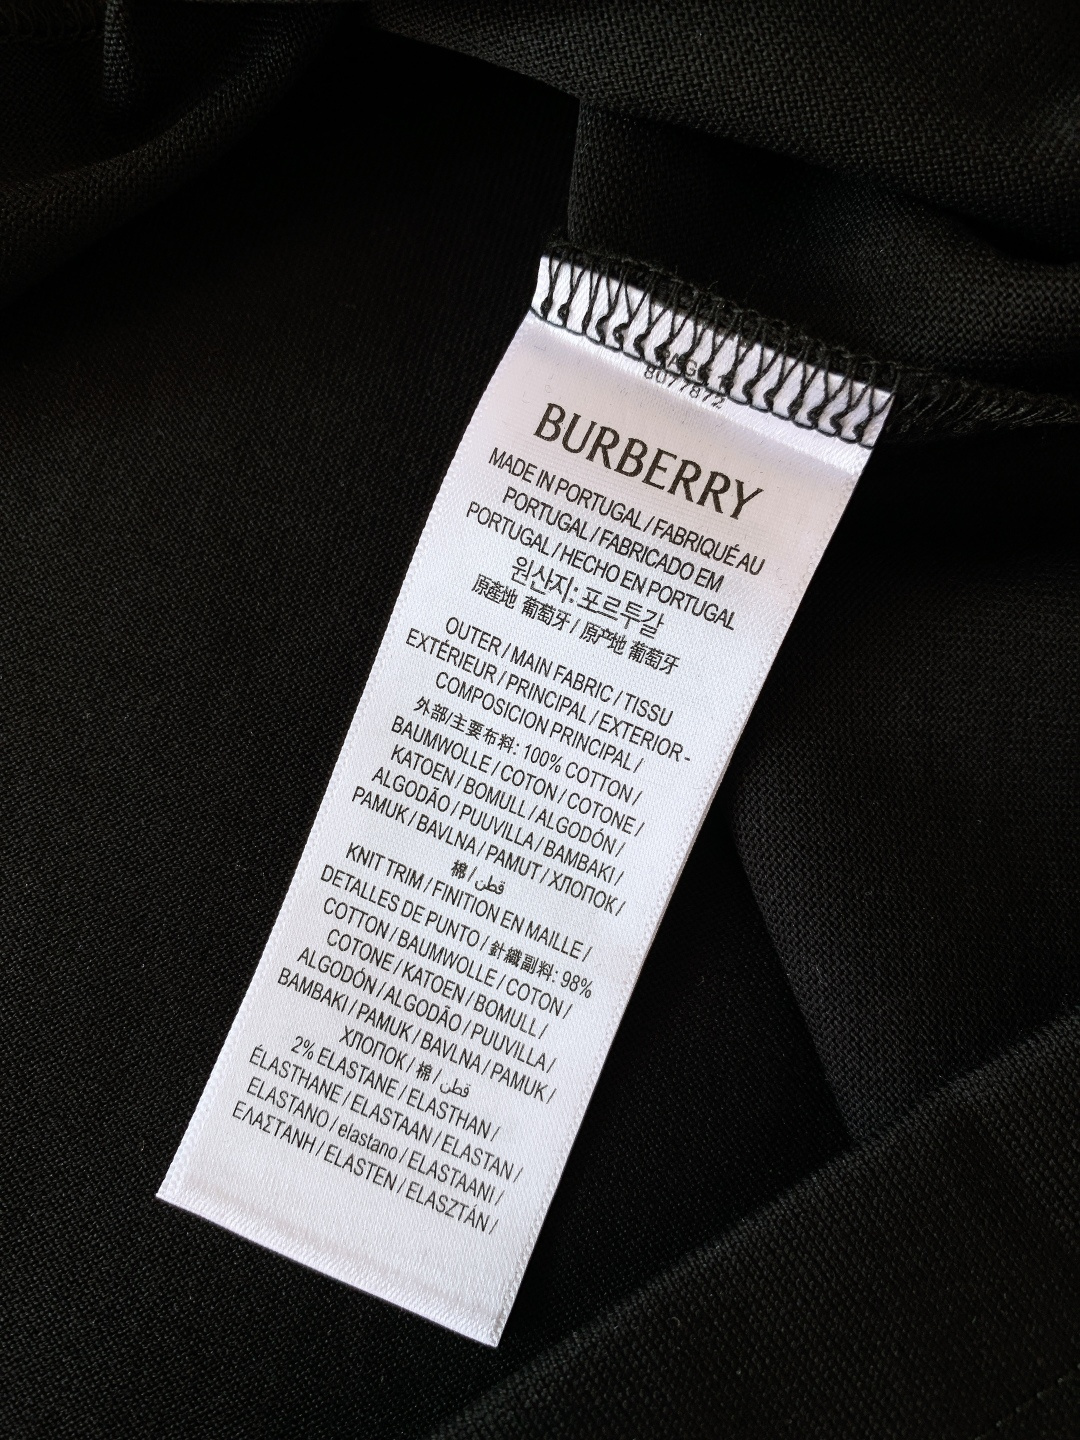 8077872
BURBERRY
MADE IN PORTUGAL / FABRIQUÉ AU
PORTUGAL / FABRICADO EM
PORTUGAL / HECHO EN PORTUGAL
원산지: 포르투갈
原產地 葡萄牙 / 原产地 葡萄牙
OUTER / MAIN FABRIC / TISSU
EXTÉRIEUR / PRINCIPAL / EXTERIOR -
COMPOSICION PRINCIPAL /
外部/主要布料: 100% COTTON /
BAUMWOLLE / COTON / COTONE /
KATOEN / BOMULL / ALGODÓN /
ALGODÃO / PUUVILLA / BAMBAKI /
PAMUK / BAVLNA / PAMUT / ХЛОПОК /
棉 / قطن
KNIT TRIM / FINITION EN MAILLE /
DETALLES DE PUNTO / 針織副料: 98%
COTTON / BAUMWOLLE / COTON /
COTONE / KATOEN / BOMULL /
ALGODÓN / ALGODÃO / PUUVILLA /
BAMBAKI / PAMUK / BAVLNA / PAMUK /
ХЛОПОК / 棉 / قطن
2% ELASTANE / ELASTHAN /
ÉLASTHANE / ELASTAAN / ELASTAN /
ELASTANO / elastano / ELASTAANI /
ΕΛΑΣΤΑΝΗ / ELASTEN / ELASZTÁN /